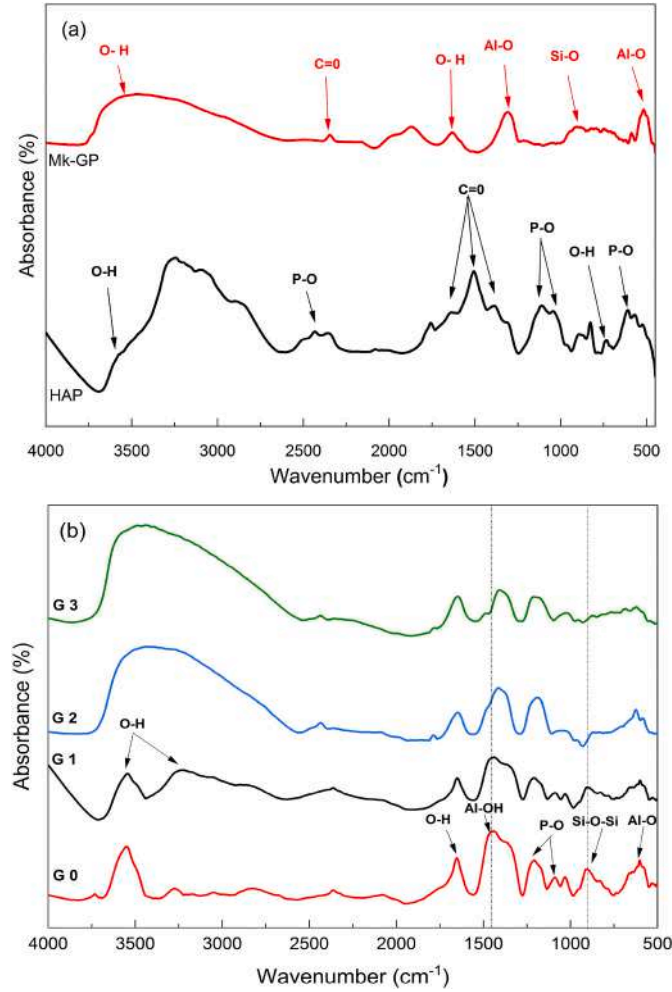 (a)
O- H
C=0
O- H
Al-O
Si-O
Al-O
Mk-GP
C=0
O-H
P-O
P-O
O-H
P-O
HAP
Absorbance (%)
4000 3500 3000 2500 2000 1500 1000 500
Wavenumber (cm-1)
(b)
G 3
G 2
O-H
G 1
O-H
Al-OH
P-O
Si-O-Si
Al-O
G 0
Absorbance (%)
4000 3500 3000 2500 2000 1500 1000 500
Wavenumber (cm-1)